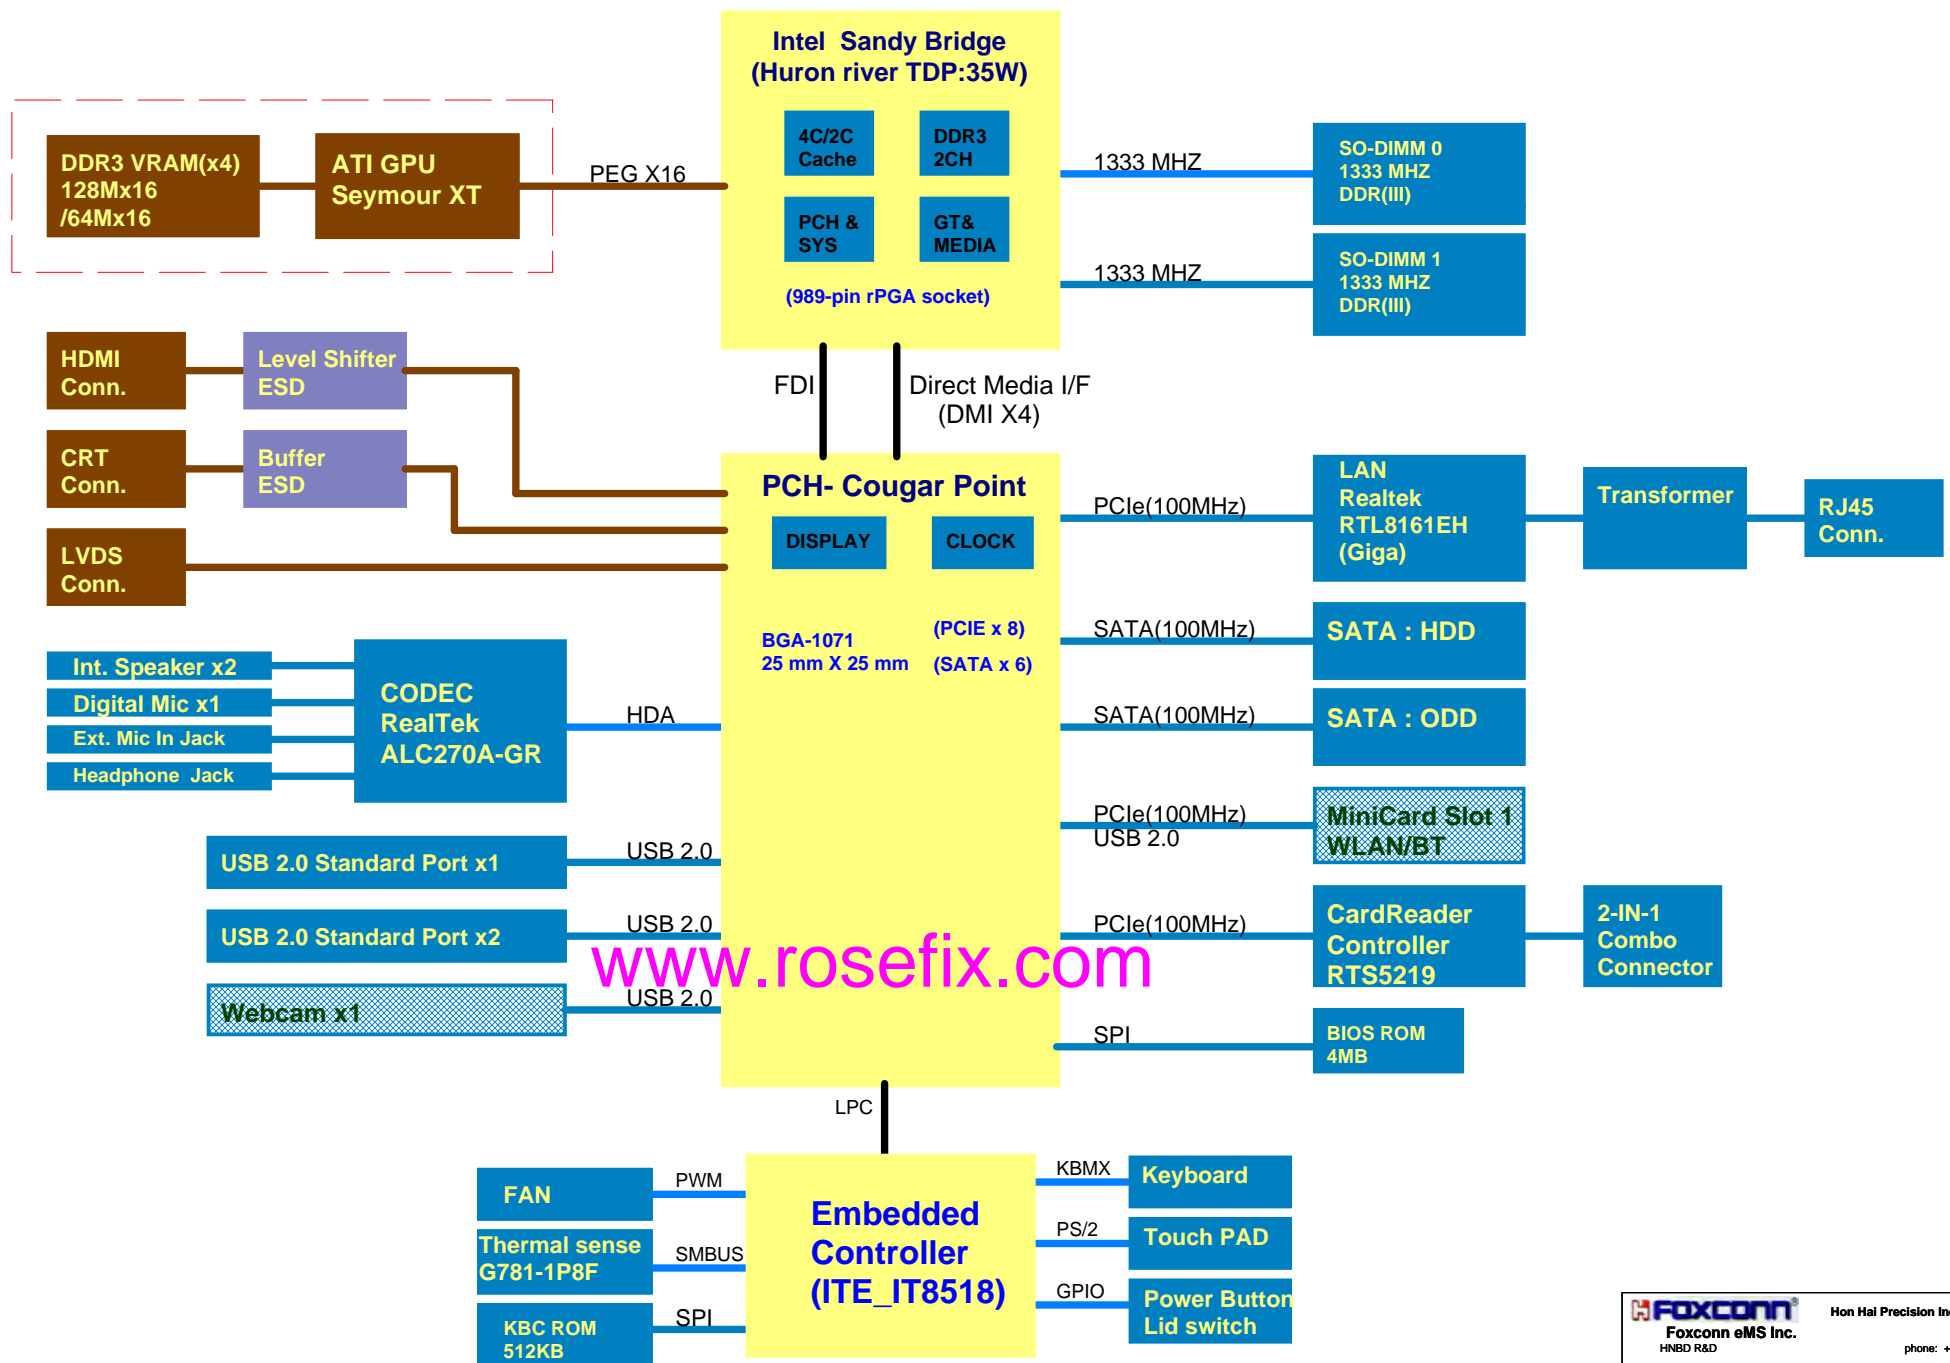 Intel  Sandy Bridge
(Huron river TDP:35W)
4C/2C
Cache
DDR3
2CH
PCH &
SYS
GT&
MEDIA
(989-pin rPGA socket)
DDR3 VRAM(x4)
128Mx16
/64Mx16
ATI GPU
Seymour XT
PEG X16
1333 MHZ
SO-DIMM 0
1333 MHZ
DDR(III)
1333 MHZ
SO-DIMM 1
1333 MHZ
DDR(III)
HDMI
Conn.
Level Shifter
ESD
FDI
Direct Media I/F
(DMI X4)
CRT
Conn.
Buffer
ESD
LVDS
Conn.
PCH- Cougar Point
DISPLAY
CLOCK
BGA-1071
25 mm X 25 mm
(PCIE x 8)
(SATA x 6)
PCIe(100MHz)
LAN
Realtek
RTL8161EH
(Giga)
Transformer
RJ45
Conn.
SATA(100MHz)
SATA : HDD
SATA(100MHz)
SATA : ODD
Int. Speaker x2
Digital Mic x1
Ext. Mic In Jack
Headphone  Jack
CODEC
RealTek
ALC270A-GR
HDA
PCIe(100MHz)
USB 2.0
MiniCard Slot 1
WLAN/BT
USB 2.0 Standard Port x1
USB 2.0
USB 2.0 Standard Port x2
USB 2.0
Webcam x1
USB 2.0
www.rosefix.com
PCIe(100MHz)
CardReader
Controller
RTS5219
2-IN-1
Combo
Connector
SPI
BIOS ROM
4MB
LPC
FAN
PWM
Thermal sense
G781-1P8F
SMBUS
KBC ROM
512KB
SPI
Embedded
Controller
(ITE_IT8518)
KBMX
Keyboard
PS/2
Touch PAD
GPIO
Power Button
Lid switch
FOXCONN®
Hon Hai Precision In
Foxconn eMS Inc.
HNBD R&D
phone: +